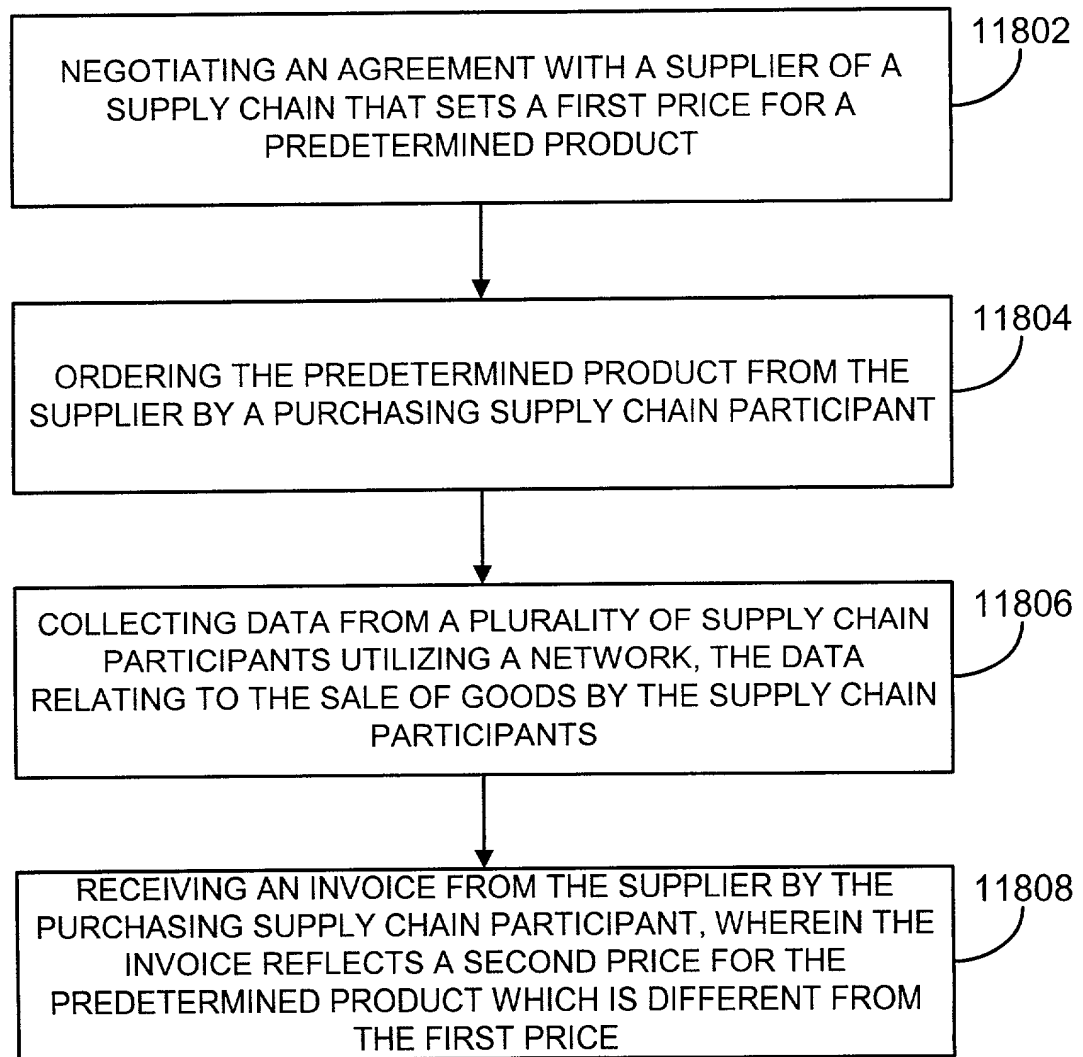 11802
NEGOTIATING AN AGREEMENT WITH A SUPPLIER OF A
SUPPLY CHAIN THAT SETS A FIRST PRICE FOR A
PREDETERMINED PRODUCT
11804
ORDERING THE PREDETERMINED PRODUCT FROM THE
SUPPLIER BY A PURCHASING SUPPLY CHAIN PARTICIPANT
11806
COLLECTING DATA FROM A PLURALITY OF SUPPLY CHAIN
PARTICIPANTS UTILIZING A NETWORK, THE DATA
RELATING TO THE SALE OF GOODS BY THE SUPPLY CHAIN
PARTICIPANTS
11808
RECEIVING AN INVOICE FROM THE SUPPLIER BY THE
PURCHASING SUPPLY CHAIN PARTICIPANT, WHEREIN THE
INVOICE REFLECTS A SECOND PRICE FOR THE
PREDETERMINED PRODUCT WHICH IS DIFFERENT FROM
THE FIRST PRICE